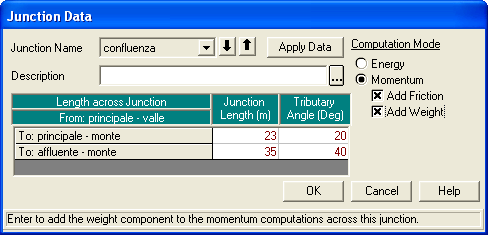 Junction Data
Junction Name confluenza Apply Data
Description ...
Computation Mode
Energy
Momentum
Add Friction
Add Weight
Length across Junction Junction Tributary
From: principale - valle Length (m) Angle (Deg)
To: principale - monte 23 20
To: affluente - monte 35 40
OK Cancel Help
Enter to add the weight component to the momentum computations across this junction.